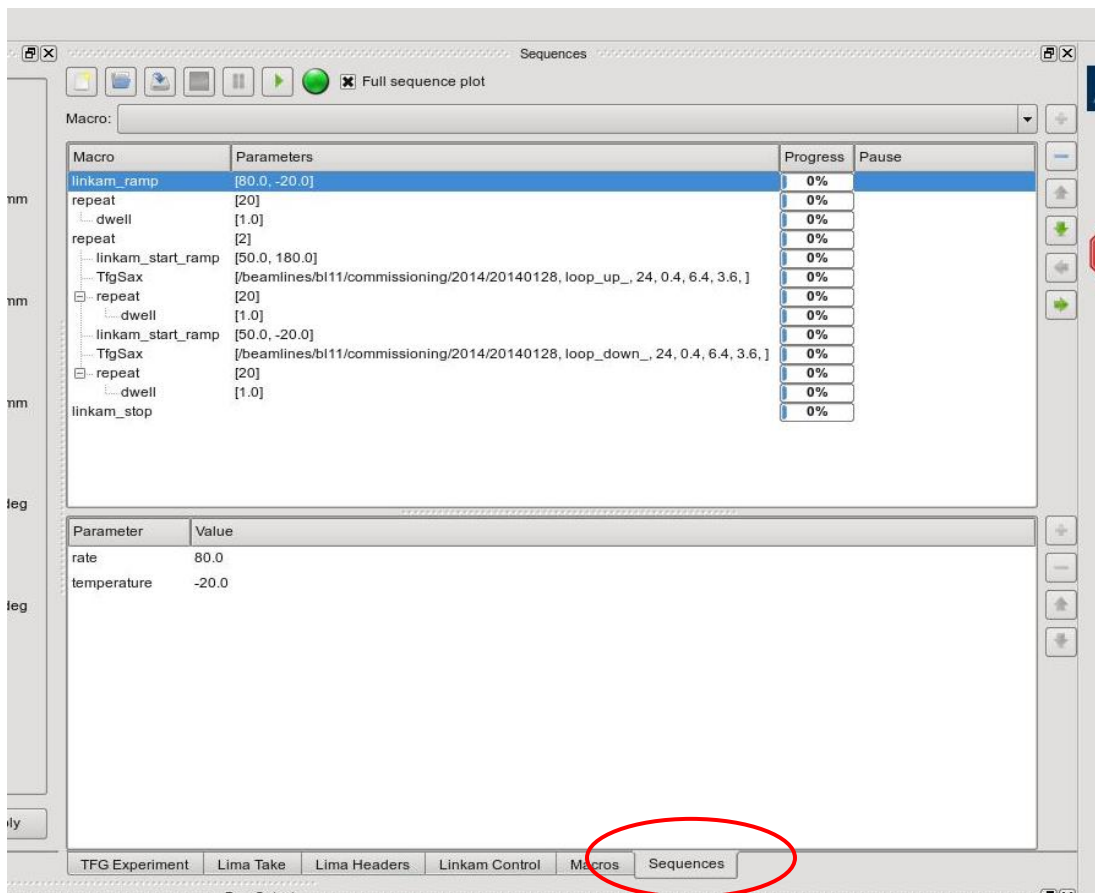 Sequences
Full sequence plot
Macro:
Macro Parameters Progress Pause
linkam_ramp [80.0, -20.0] 0%
repeat [20] 0%
dwell [1.0] 0%
repeat [2] 0%
linkam_start_ramp [50.0, 180.0] 0%
TfgSax [/beamlines/bl11/commissioning/2014/20140128, loop_up_, 24, 0.4, 6.4, 3.6, ] 0%
repeat [20] 0%
dwell [1.0] 0%
linkam_start_ramp [50.0, -20.0] 0%
TfgSax [/beamlines/bl11/commissioning/2014/20140128, loop_down_, 24, 0.4, 6.4, 3.6, ] 0%
repeat [20] 0%
dwell [1.0] 0%
linkam_stop 0%
mm
mm
mm
deg
deg
Parameter Value
rate 80.0
temperature -20.0
TFG Experiment Lima Take Lima Headers Linkam Control Macros Sequences